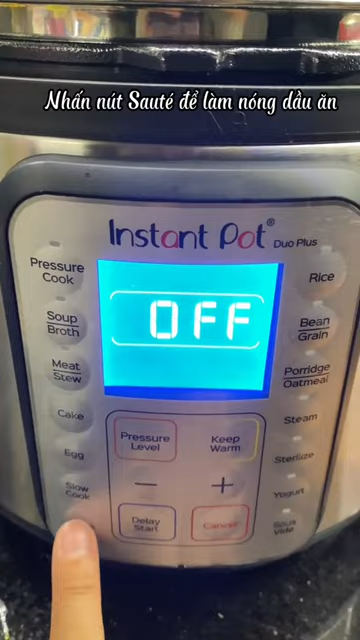 Nhấn nút Sauté để làm nóng dầu ăn
Instant Pot®
Duo Plus
Pressure
Cook
Soup
Broth
Meat
Stew
Cake
Egg
Slow
Cook
OFF
Pressure
Level
Keep
Warm
−
+
Delay
Start
Cancel
Rice
Bean
Grain
Porridge
Oatmeal
Steam
Sterilize
Yogurt
Sous
Vide